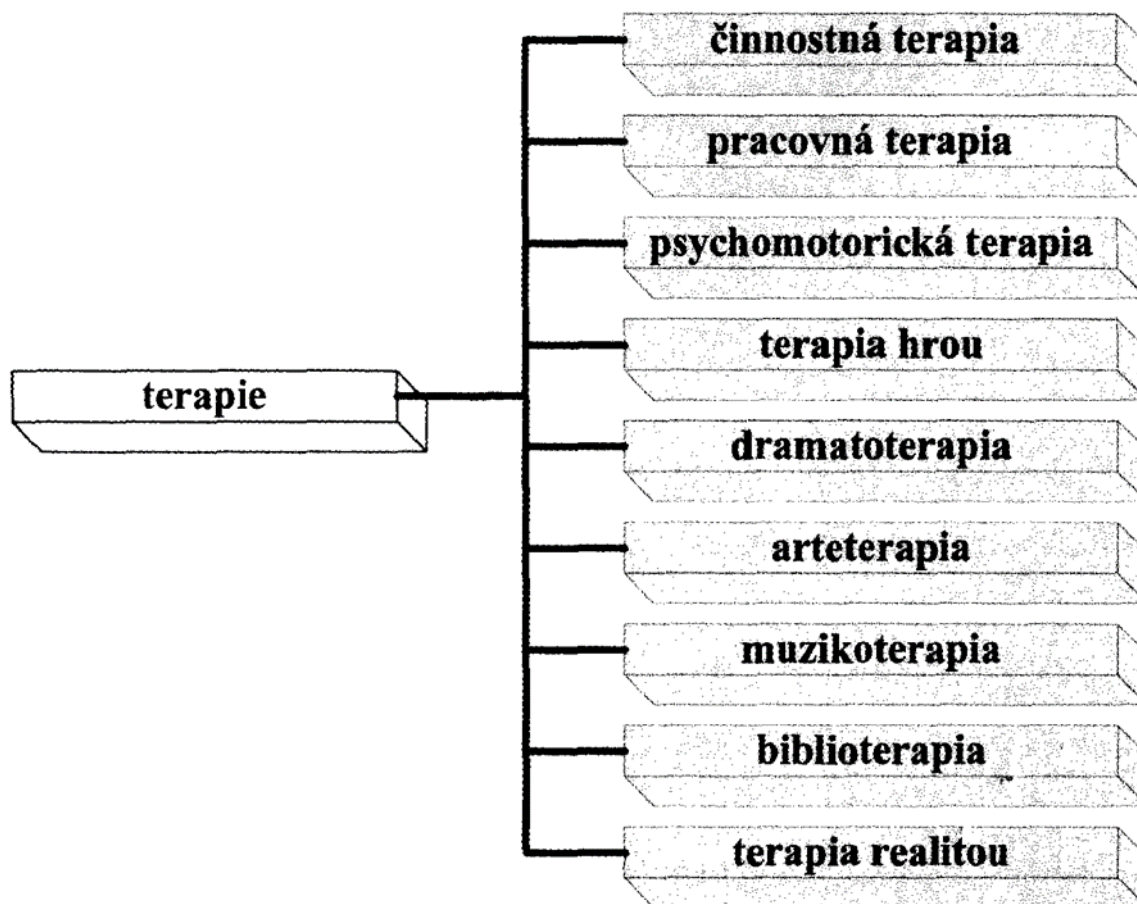 činnostná terapia
pracovná terapia
psychomotorická terapia
terapia hrou
terapie
dramatoterapia
arteterapia
muzikoterapia
biblioterapia
terapia realitou